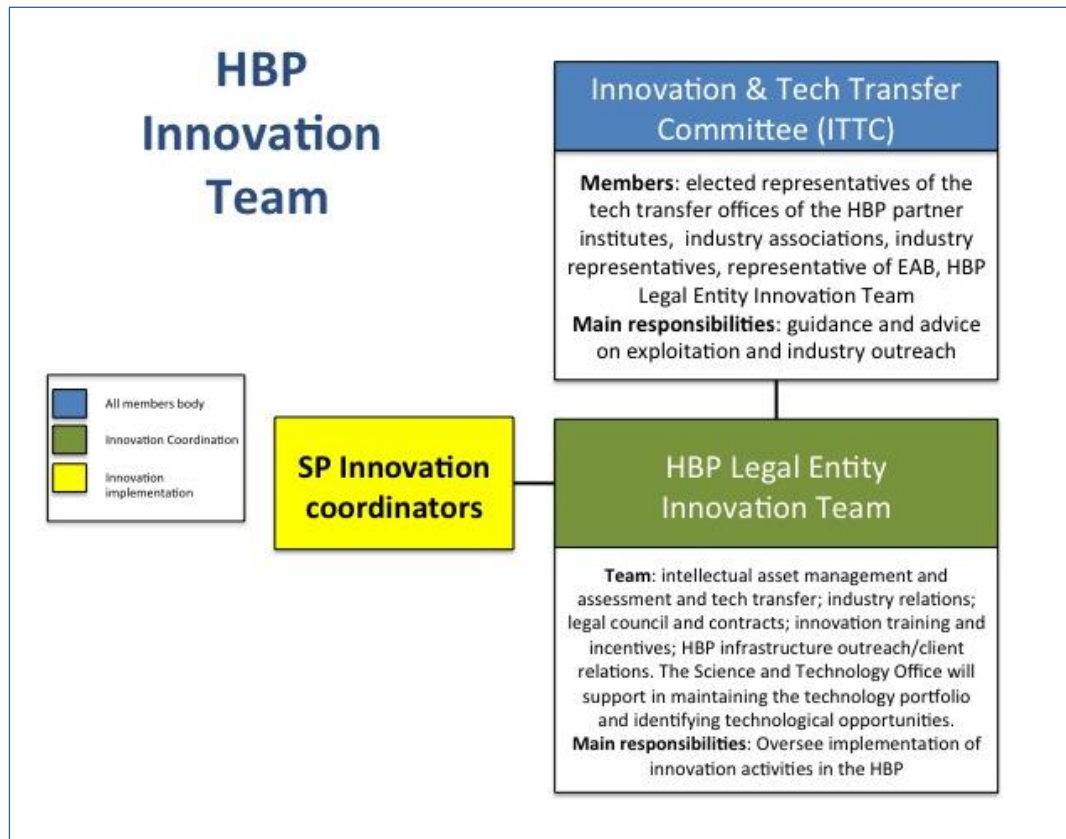 HBP
Innovation
Team
Innovation & Tech Transfer
Committee (ITTC)
Members: elected representatives of the
tech transfer offices of the HBP partner
institutes, industry associations, industry
representatives, representative of EAB, HBP
Legal Entity Innovation Team
Main responsibilities: guidance and advice
on exploitation and industry outreach
All members body
Innovation Coordination
Innovation
implementation
SP Innovation
coordinators
HBP Legal Entity
Innovation Team
Team: intellectual asset management and
assessment and tech transfer; industry relations;
legal council and contracts; innovation training and
incentives; HBP infrastructure outreach/client
relations. The Science and Technology Office will
support in maintaining the technology portfolio
and identifying technological opportunities.
Main responsibilities: Oversee implementation of
innovation activities in the HBP